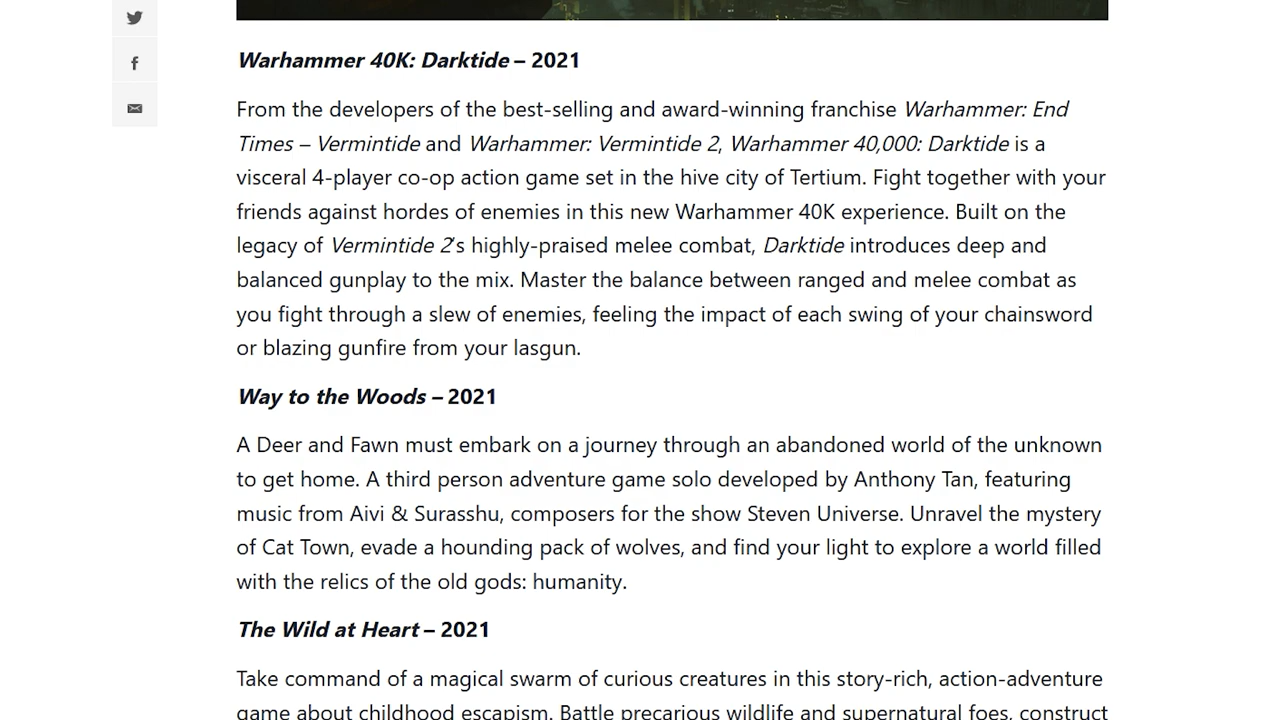 Warhammer 40K: Darktide – 2021
From the developers of the best-selling and award-winning franchise Warhammer: End
Times – Vermintide and Warhammer: Vermintide 2, Warhammer 40,000: Darktide is a
visceral 4-player co-op action game set in the hive city of Tertium. Fight together with your
friends against hordes of enemies in this new Warhammer 40K experience. Built on the
legacy of Vermintide 2's highly-praised melee combat, Darktide introduces deep and
balanced gunplay to the mix. Master the balance between ranged and melee combat as
you fight through a slew of enemies, feeling the impact of each swing of your chainsword
or blazing gunfire from your lasgun.
Way to the Woods – 2021
A Deer and Fawn must embark on a journey through an abandoned world of the unknown
to get home. A third person adventure game solo developed by Anthony Tan, featuring
music from Aivi & Surasshu, composers for the show Steven Universe. Unravel the mystery
of Cat Town, evade a hounding pack of wolves, and find your light to explore a world filled
with the relics of the old gods: humanity.
The Wild at Heart – 2021
Take command of a magical swarm of curious creatures in this story-rich, action-adventure
game about childhood escapism. Battle precarious wildlife and supernatural foes, construct